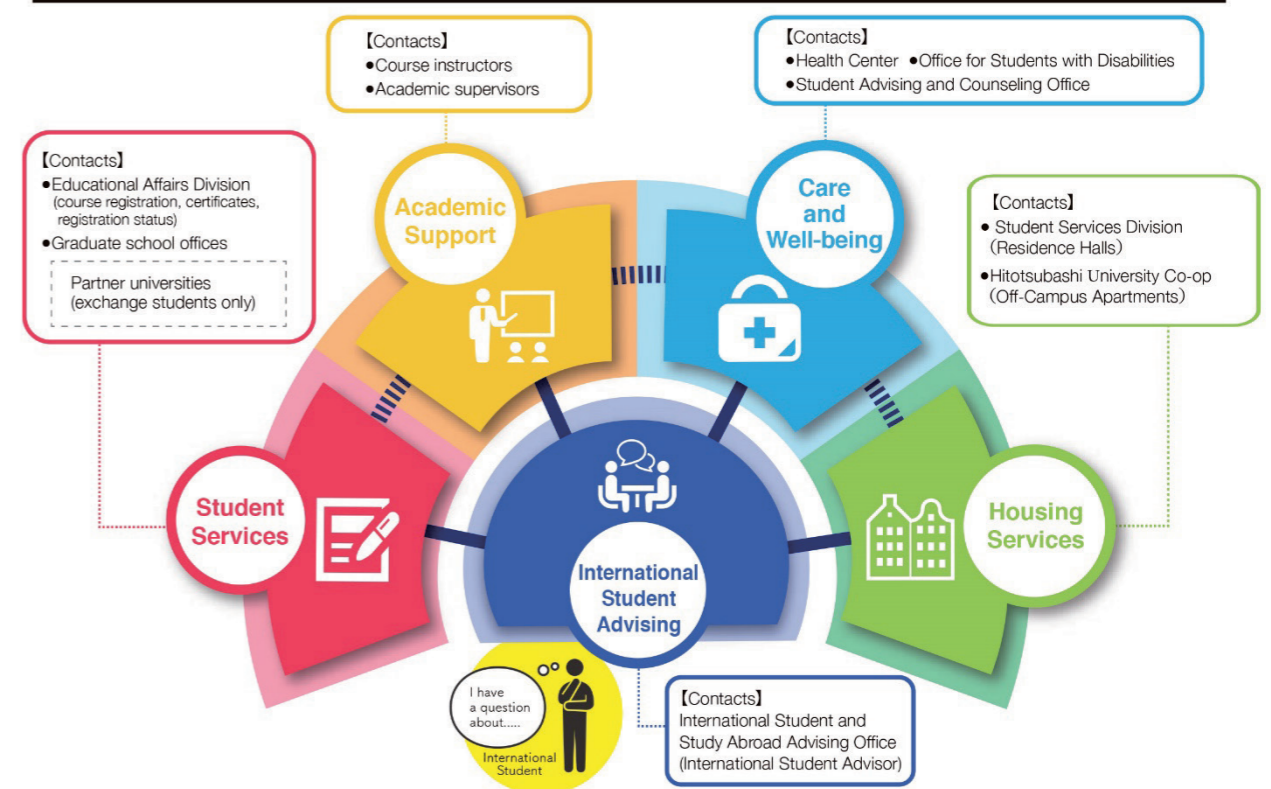 【Contacts】
●Course instructors
●Academic supervisors
【Contacts】
●Health Center ●Office for Students with Disabilities
●Student Advising and Counseling Office
【Contacts】
●Educational Affairs Division
(course registration, certificates,
registration status)
●Graduate school offices
Partner universities
(exchange students only)
Academic
Support
Care
and
Well-being
【Contacts】
● Student Services Division
（Residence Halls）
●Hitotsubashi University Co-op
（Off-Campus Apartments）
Student
Services
Housing
Services
International
Student
Advising
I have
a question
about.....
International
Student
【Contacts】
International Student and
Study Abroad Advising Office
(International Student Advisor)